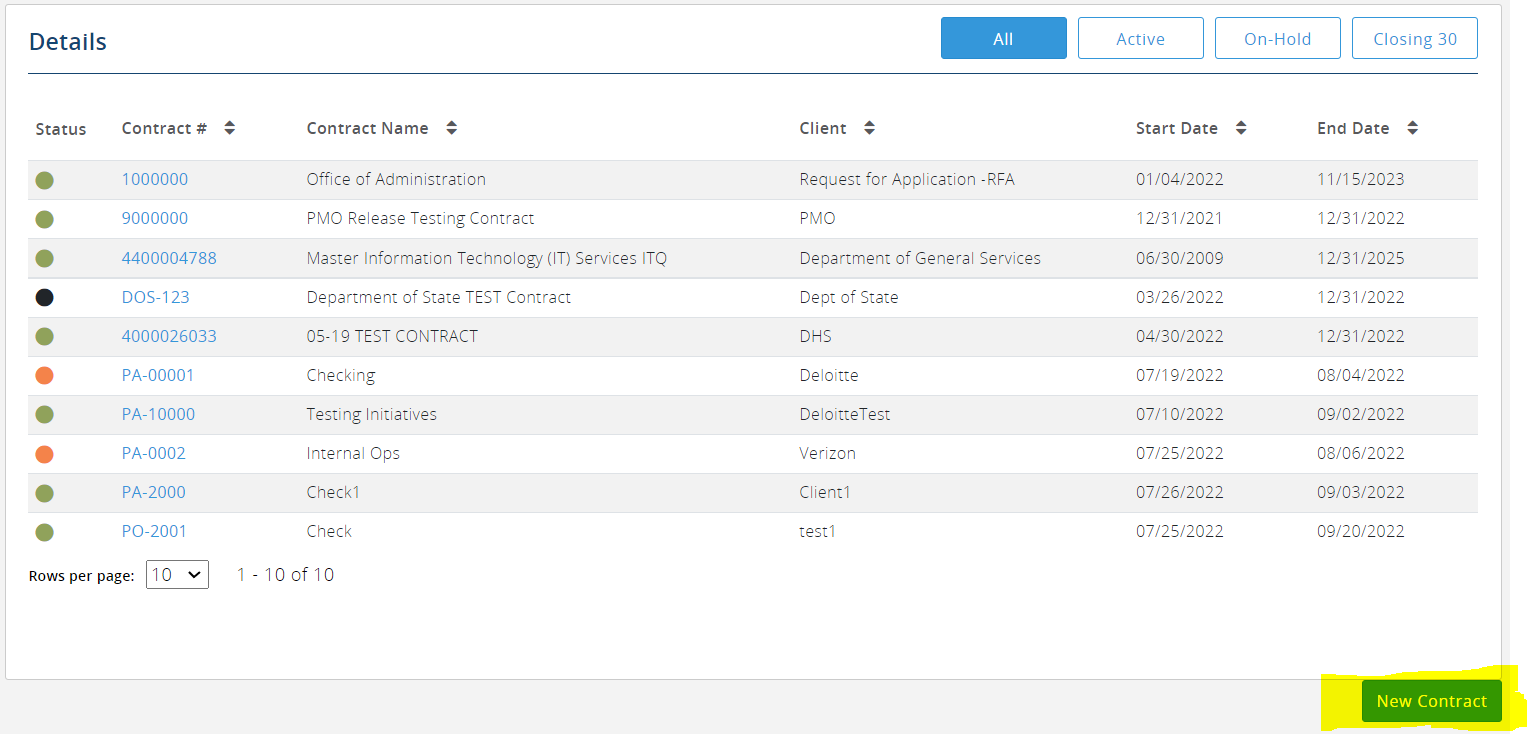 Details All Active On-Hold Closing 30
Status Contract # Contract Name Client Start Date End Date
1000000 Office of Administration Request for Application -RFA 01/04/2022 11/15/2023
9000000 PMO Release Testing Contract PMO 12/31/2021 12/31/2022
4400004788 Master Information Technology (IT) Services ITQ Department of General Services 06/30/2009 12/31/2025
DOS-123 Department of State TEST Contract Dept of State 03/26/2022 12/31/2022
4000026033 05-19 TEST CONTRACT DHS 04/30/2022 12/31/2022
PA-00001 Checking Deloitte 07/19/2022 08/04/2022
PA-10000 Testing Initiatives DeloitteTest 07/10/2022 09/02/2022
PA-0002 Internal Ops Verizon 07/25/2022 08/06/2022
PA-2000 Check1 Client1 07/26/2022 09/03/2022
PO-2001 Check test1 07/25/2022 09/20/2022
Rows per page: 10 1 - 10 of 10
New Contract